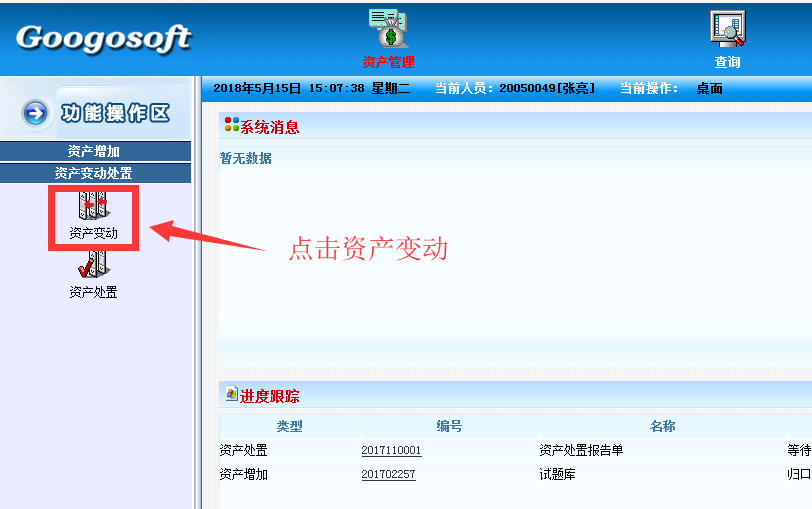 Googosoft
资产管理
查询
2018年5月15日 15:07:38 星期二 当前人员：20050049[张亮] 当前操作： 桌面
功能操作区
资产增加
资产变动处置
资产变动
资产处置
点击资产变动
系统消息
暂无数据
进度跟踪
类型 编号 名称
资产处置 2017110001 资产处置报告单 等待
资产增加 201702257 试题库 归口